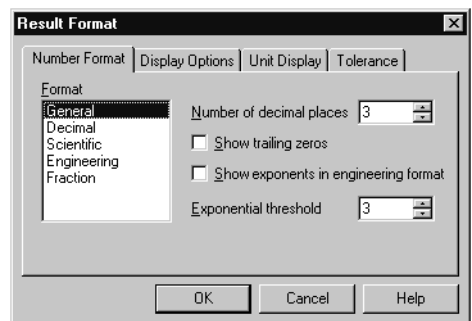 Result Format
Number Format Display Options Unit Display Tolerance
Format
General
Decimal
Scientific
Engineering
Fraction
Number of decimal places 3
Show trailing zeros
Show exponents in engineering format
Exponential threshold 3
OK Cancel Help